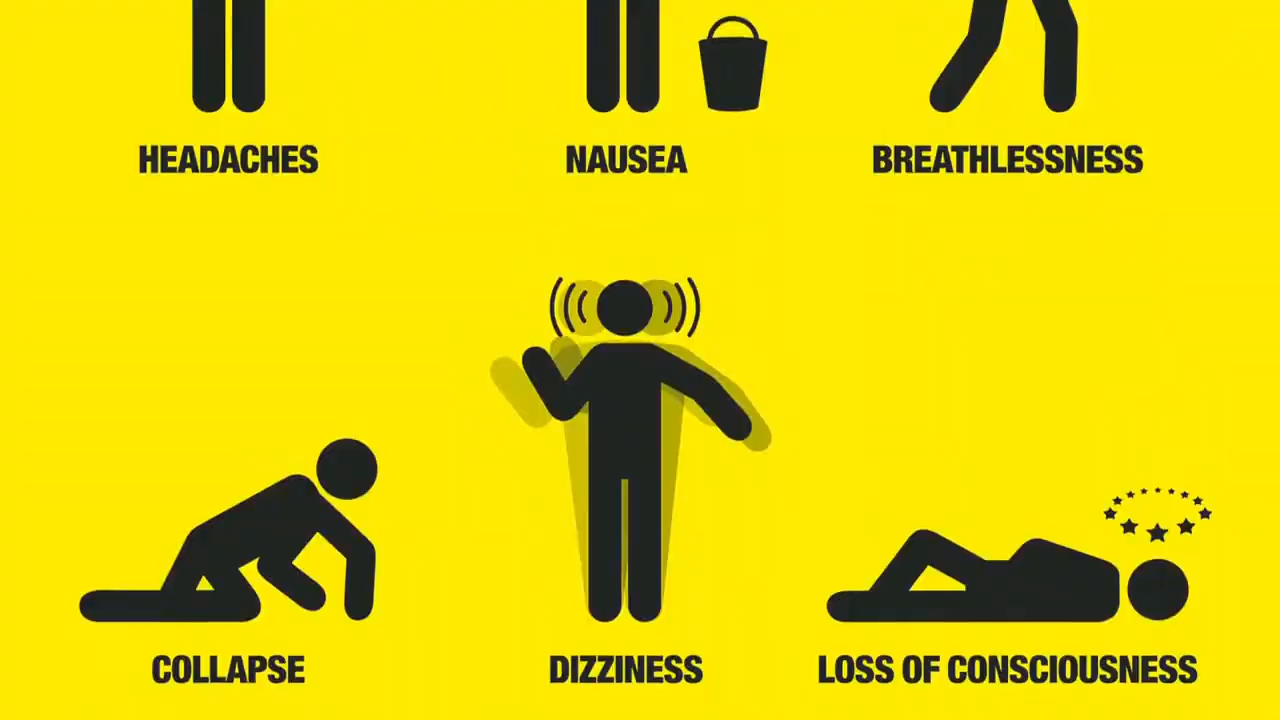 HEADACHES
NAUSEA
BREATHLESSNESS
COLLAPSE
DIZZINESS
LOSS OF CONSCIOUSNESS